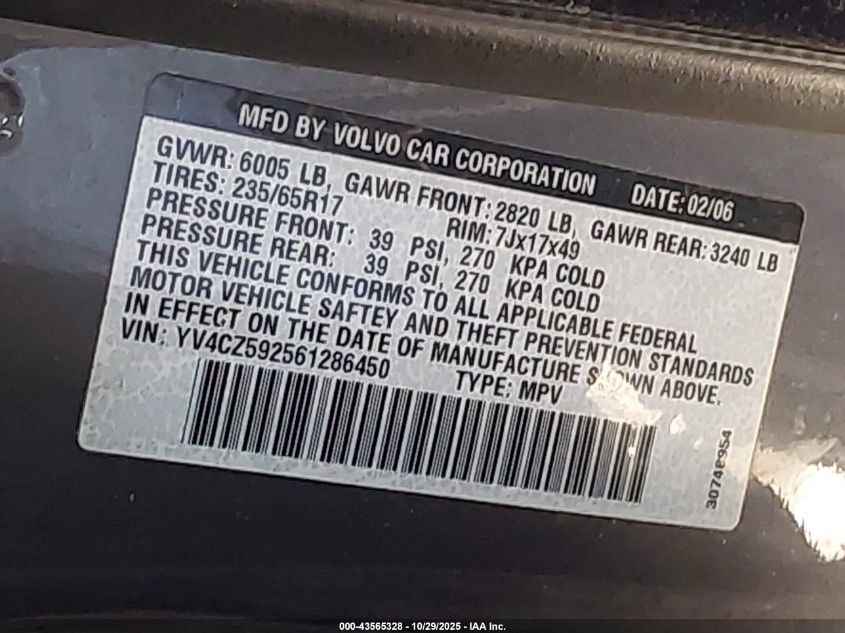 MFD BY VOLVO CAR CORPORATION DATE: 02/06
GVWR: 6005 LB, GAWR FRONT: 2820 LB, GAWR REAR: 3240 LB
TIRES: 235/65R17 RIM: 7Jx17x49
PRESSURE FRONT: 39 PSI, 270 KPA COLD
PRESSURE REAR: 39 PSI, 270 KPA COLD
THIS VEHICLE CONFORMS TO ALL APPLICABLE FEDERAL
MOTOR VEHICLE SAFTEY AND THEFT PREVENTION STANDARDS
IN EFFECT ON THE DATE OF MANUFACTURE SHOWN ABOVE.
VIN: YV4CZ592561286450 TYPE: MPV
000-43565328 - 10/29/2025 - IAA Inc.